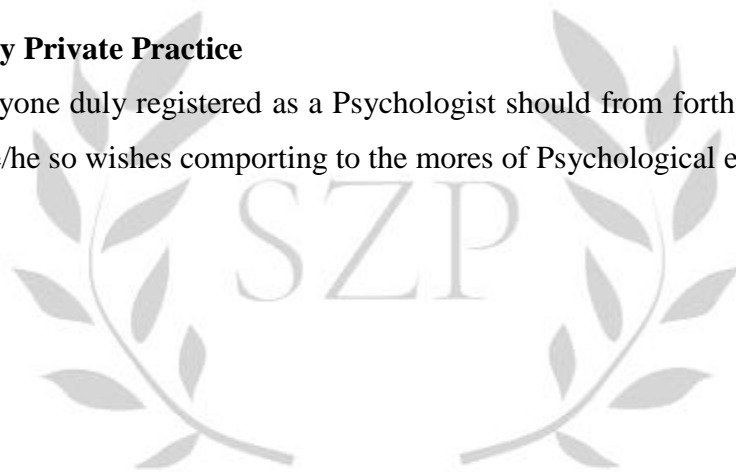 y Private Practice
yone duly registered as a Psychologist should from forth
/he so wishes comporting to the mores of Psychological e
SZP